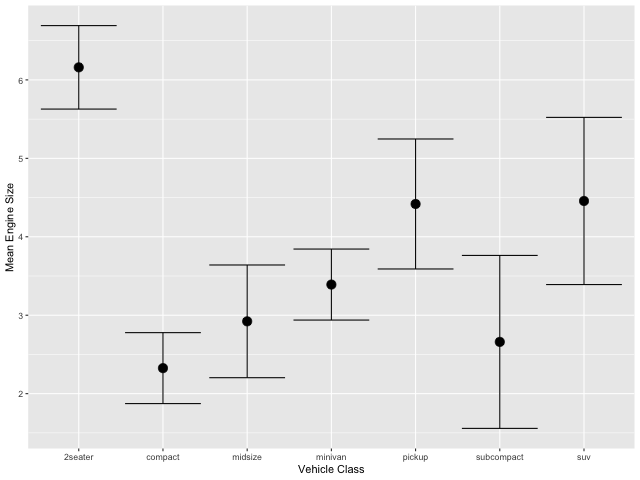 6
5
4
3
2
Mean Engine Size
2seater compact midsize minivan pickup subcompact suv
Vehicle Class